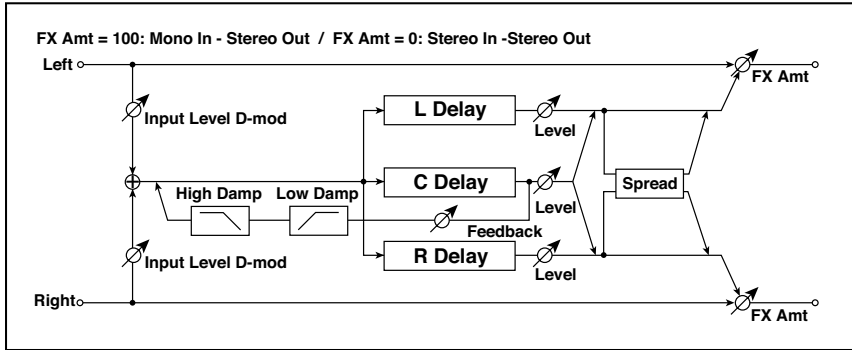 FX Amt = 100: Mono In - Stereo Out / FX Amt = 0: Stereo In -Stereo Out
Left
FX Amt
Input Level D-mod
L Delay
Level
High Damp
Low Damp
C Delay
Level
Spread
Feedback
Input Level D-mod
R Delay
Level
Right
FX Amt